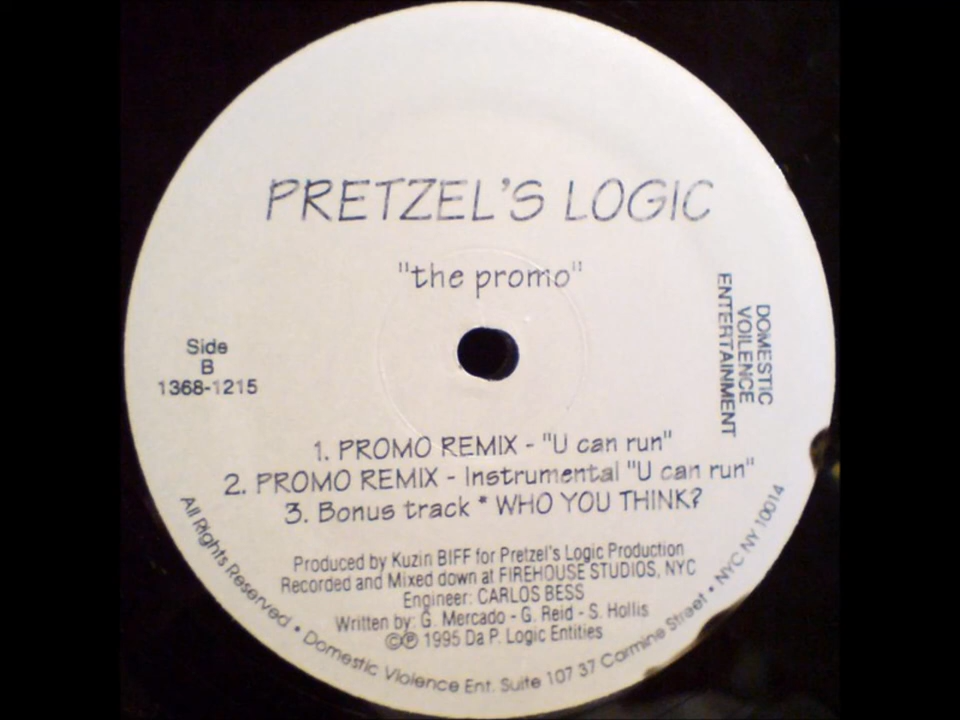 PRETZEL'S LOGIC
"the promo"
Side
B
1368-1215
DOMESTIC
VOILENCE
ENTERTAINMENT
1. PROMO REMIX - "U can run"
2. PROMO REMIX - Instrumental "U can run"
3. Bonus track * WHO YOU THINK?
Produced by Kuzin BIFF for Pretzel's Logic Production
Recorded and Mixed down at FIREHOUSE STUDIOS, NYC
Engineer: CARLOS BESS
Written by: G. Mercado - G. Reid - S. Hollis
©℗ 1995 Da P. Logic Entities
All Rights Reserved • Domestic Violence Ent. Suite 107 37 Carmine Street • NYC NY 10014